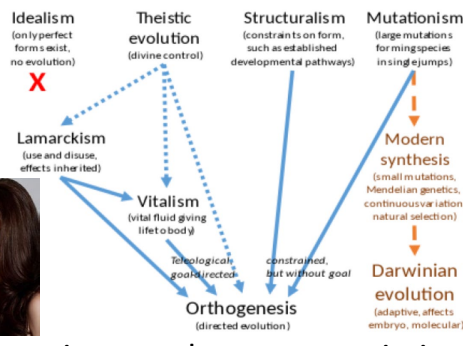 Idealism
(only perfect
forms exist,
no evolution)
X
Theistic
evolution
(divine control)
Structuralism
(constraints on form,
such as established
developmental pathways)
Mutationism
(large mutations
forming species
in single jumps)
Lamarckism
(use and disuse,
effects inherited)
Modern
synthesis
(small mutations,
Mendelian genetics,
continuous variation,
natural selection)
Vitalism
(vital fluid giving
life to body)
Teleological,
goal-directed
constrained,
but without goal
Orthogenesis
(directed evolution)
Darwinian
evolution
(adaptive, affects
embryo, molecular)